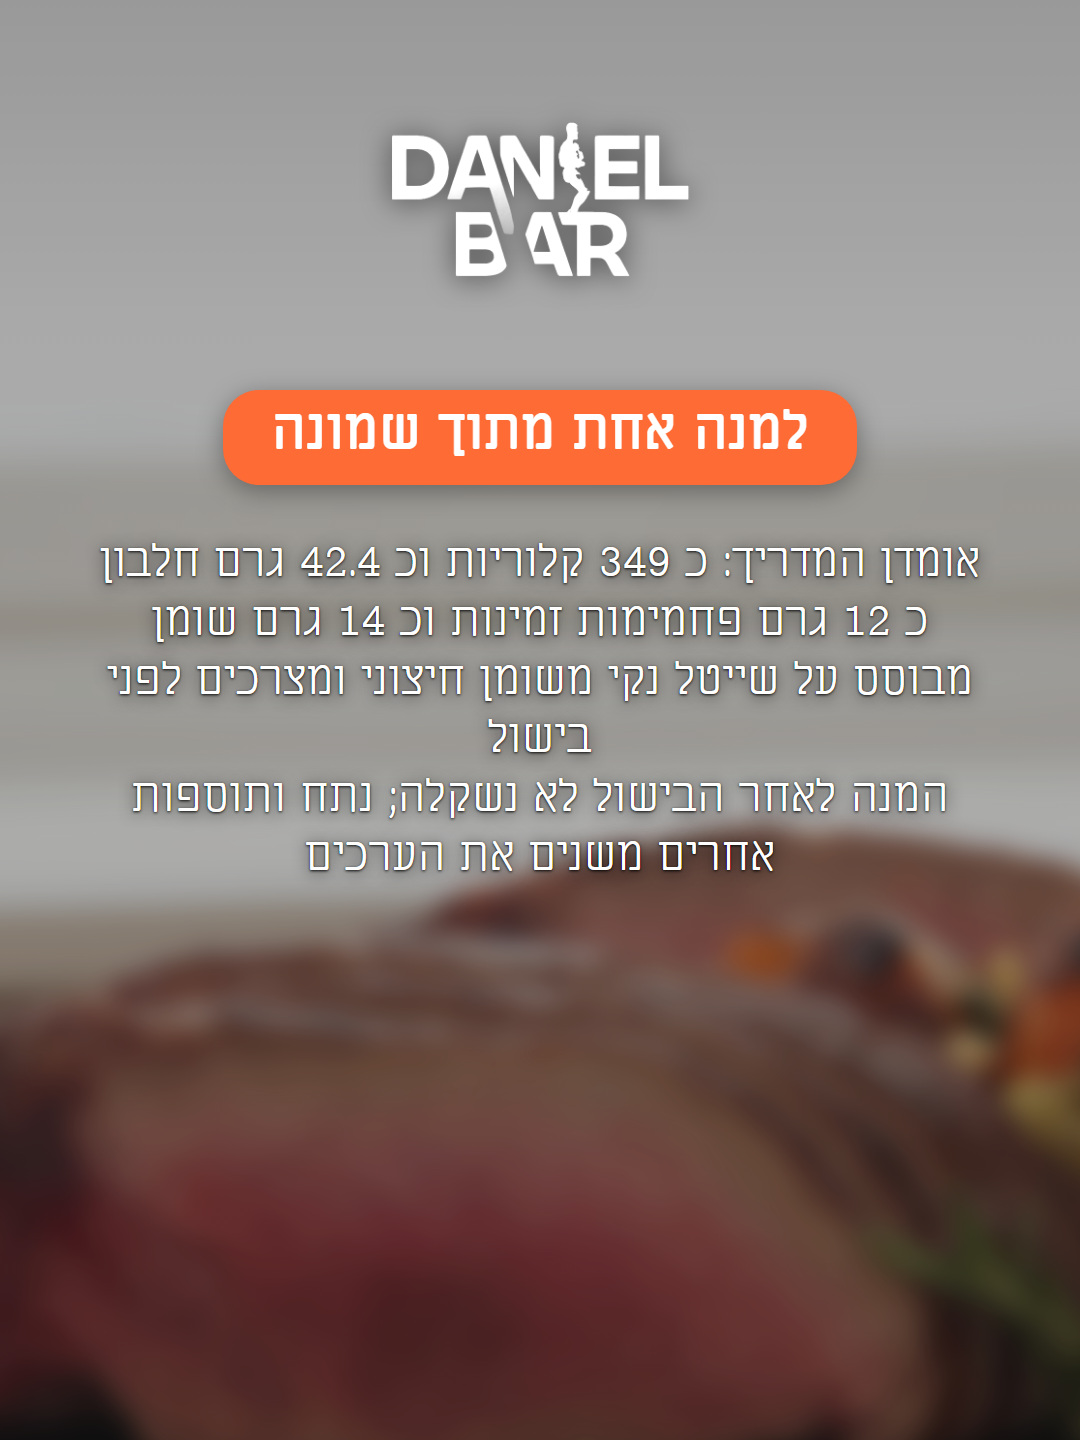 DANIEL
BAR
למנה אחת מתוך שמונה
אומדן המדריך: כ 349 קלוריות וכ 42.4 גרם חלבון
כ 12 גרם פחמימות זמינות וכ 14 גרם שומן
מבוסס על שייטל נקי משומן חיצוני ומצרכים לפני
בישול
המנה לאחר הבישול לא נשקלה; נתח ותוספות
אחרים משנים את הערכים